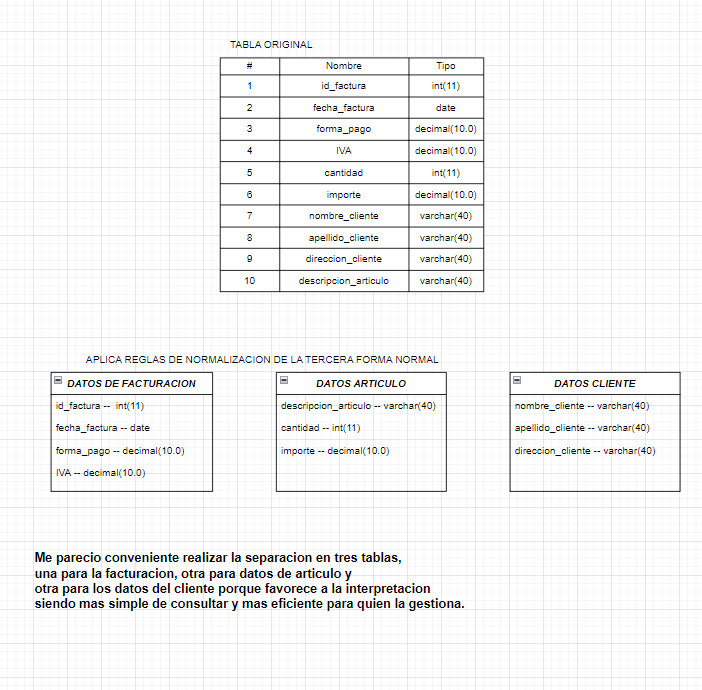 TABLA ORIGINAL
# Nombre Tipo
1 id_factura int(11)
2 fecha_factura date
3 forma_pago decimal(10.0)
4 IVA decimal(10.0)
5 cantidad int(11)
6 importe decimal(10.0)
7 nombre_cliente varchar(40)
8 apellido_cliente varchar(40)
9 direccion_cliente varchar(40)
10 descripcion_articulo varchar(40)
APLICA REGLAS DE NORMALIZACION DE LA TERCERA FORMA NORMAL
DATOS DE FACTURACION
id_factura -- int(11)
fecha_factura -- date
forma_pago -- decimal(10.0)
IVA -- decimal(10.0)
DATOS ARTICULO
descripcion_articulo -- varchar(40)
cantidad -- int(11)
importe -- decimal(10.0)
DATOS CLIENTE
nombre_cliente -- varchar(40)
apellido_cliente -- varchar(40)
direccion_cliente -- varchar(40)
Me parecio conveniente realizar la separacion en tres tablas,
una para la facturacion, otra para datos de articulo y
otra para los datos del cliente porque favorece a la interpretacion
siendo mas simple de consultar y mas eficiente para quien la gestiona.